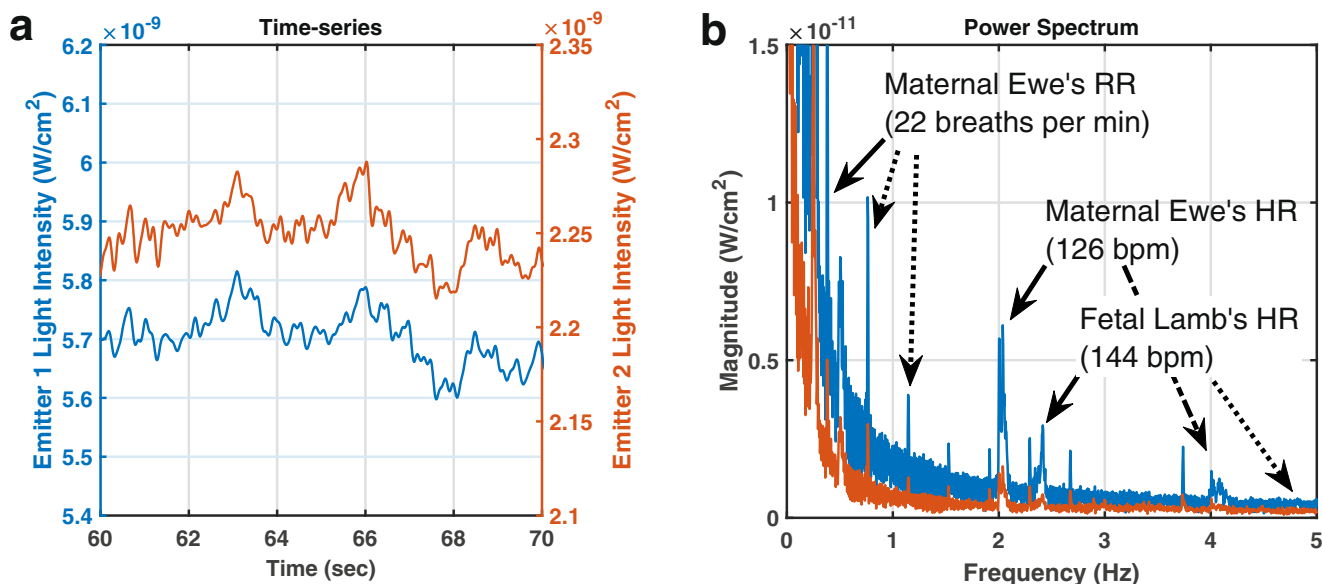 a
×10⁻⁹
Time-series
×10⁻⁹
6.2
6.1
6
5.9
5.8
5.7
5.6
5.5
5.4
Emitter 1 Light Intensity (W/cm²)
60
62
64
66
68
70
Time (sec)
2.35
2.3
2.25
2.2
2.15
2.1
Emitter 2 Light Intensity (W/cm²)
b
×10⁻¹¹
Power Spectrum
1.5
1
0.5
0
Magnitude (W/cm²)
Maternal Ewe's RR
(22 breaths per min)
Maternal Ewe's HR
(126 bpm)
Fetal Lamb's HR
(144 bpm)
0
1
2
3
4
5
Frequency (Hz)